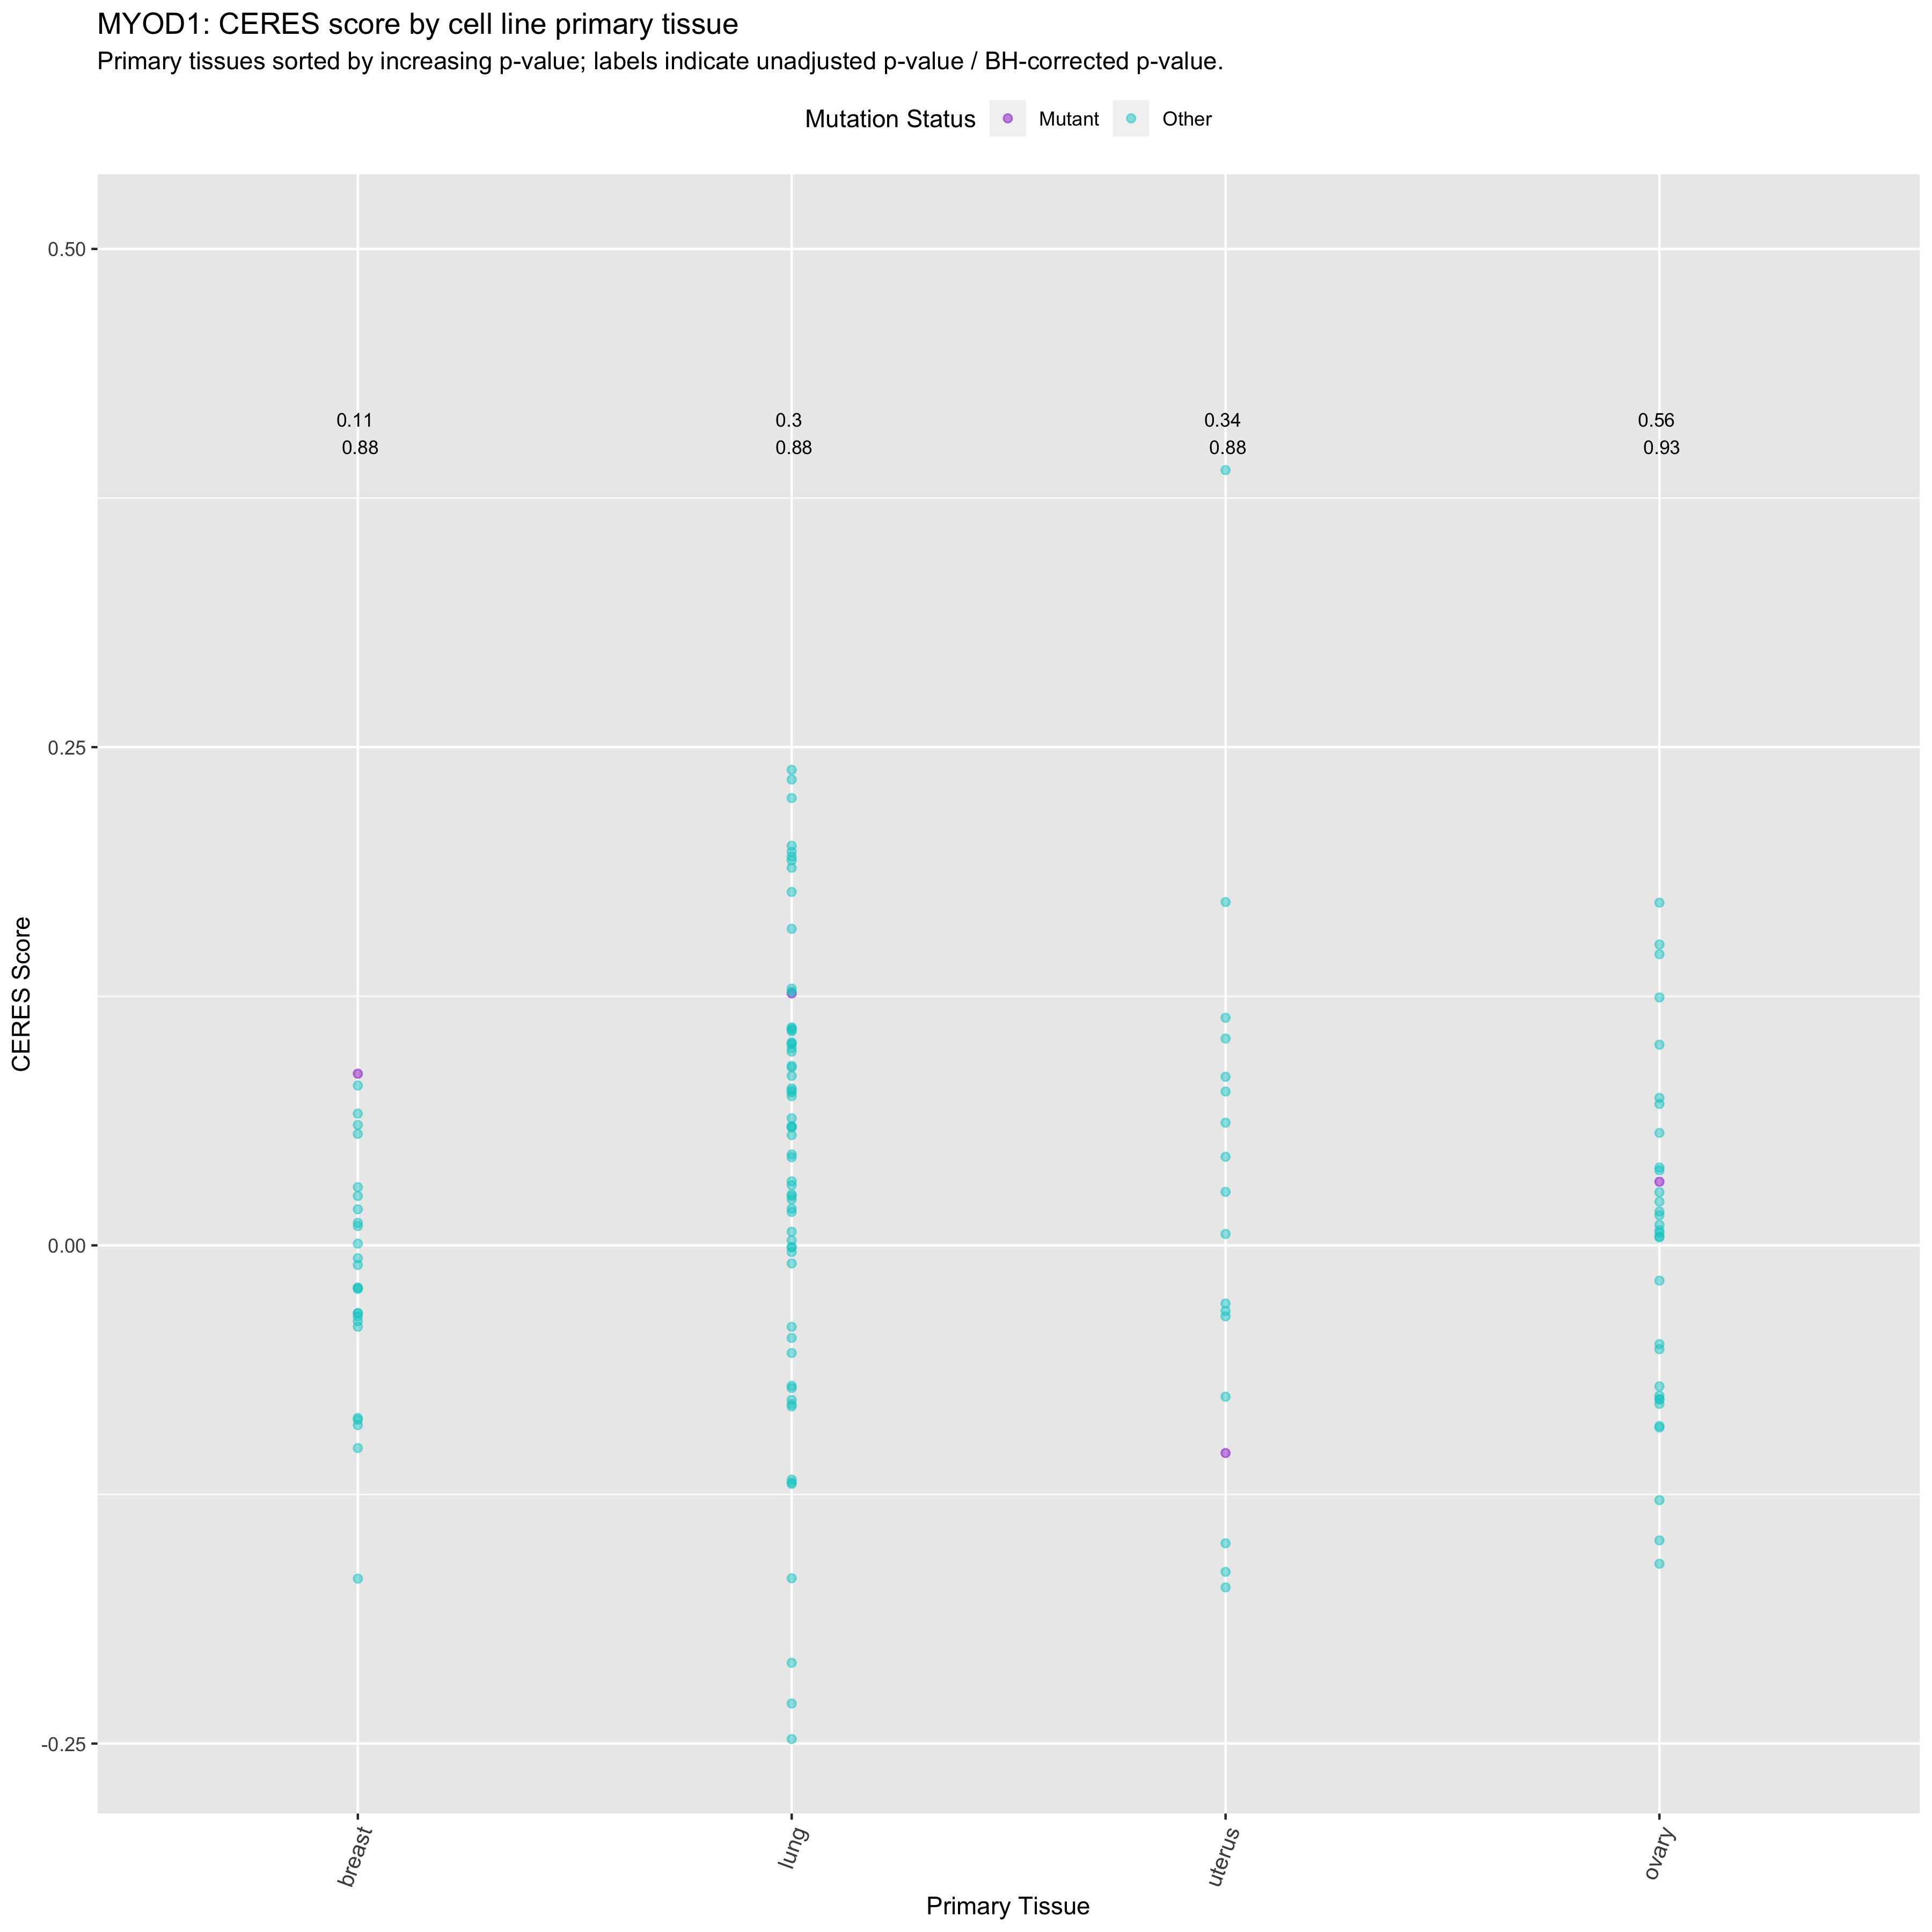 MYOD1: CERES score by cell line primary tissue
Primary tissues sorted by increasing p-value; labels indicate unadjusted p-value / BH-corrected p-value.
Mutation Status Mutant Other
0.50
0.11 0.3 0.34 0.56
0.88 0.88 0.88 0.93
0.25
CERES Score
0.00
-0.25
breast lung uterus ovary
Primary Tissue